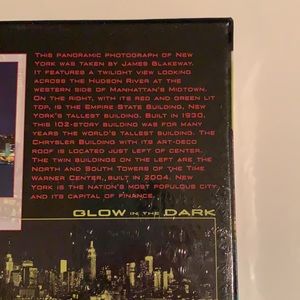 THIS PANORAMIC PHOTOGRAPH OF NEW
YORK WAS TAKEN BY JAMES BLAKEWAY.
IT FEATURES A TWILIGHT VIEW LOOKING
ACROSS THE HUDSON RIVER AT THE
WESTERN SIDE OF MANHATTAN'S MIDTOWN.
ON THE RIGHT, WITH ITS RED AND GREEN LIT
TOP, IS THE EMPIRE STATE BUILDING, NEW
YORK'S TALLEST BUILDING. BUILT IN 1930,
THIS 102-STORY BUILDING WAS FOR MANY
YEARS THE WORLD'S TALLEST BUILDING. THE
CHRYSLER BUILDING WITH ITS ART-DECO
ROOF IS LOCATED JUST LEFT OF CENTER.
THE TWIN BUILDINGS ON THE LEFT ARE THE
NORTH AND SOUTH TOWERS OF THE TIME
WARNER CENTER, BUILT IN 2004. NEW
YORK IS THE NATION'S MOST POPULOUS CITY
AND ITS CAPITAL OF FINANCE.
GLOW IN THE DARK